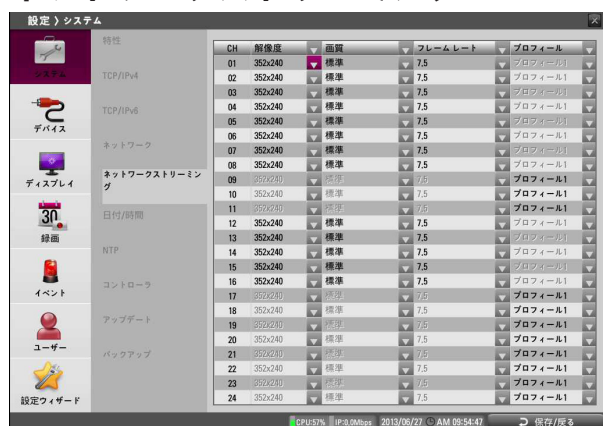 設定 〉システム
システム
デバイス
ディスプレイ
30
録画
イベント
ユーザー
設定ウィザード
特性
TCP/IPv4
TCP/IPv6
ネットワーク
ネットワークストリーミン
グ
日付/時間
NTP
コントローラ
アップデート
バックアップ
CH 解像度 画質 フレーム レート プロフィール
01 352x240 標準 7.5 プロフィール1
02 352x240 標準 7.5 プロフィール1
03 352x240 標準 7.5 プロフィール1
04 352x240 標準 7.5 プロフィール1
05 352x240 標準 7.5 プロフィール1
06 352x240 標準 7.5 プロフィール1
07 352x240 標準 7.5 プロフィール1
08 352x240 標準 7.5 プロフィール1
09 352x240 標準 7.5 プロフィール1
10 352x240 標準 7.5 プロフィール1
11 352x240 標準 7.5 プロフィール1
12 352x240 標準 7.5 プロフィール1
13 352x240 標準 7.5 プロフィール1
14 352x240 標準 7.5 プロフィール1
15 352x240 標準 7.5 プロフィール1
16 352x240 標準 7.5 プロフィール1
17 352x240 標準 7.5 プロフィール1
18 352x240 標準 7.5 プロフィール1
19 352x240 標準 7.5 プロフィール1
20 352x240 標準 7.5 プロフィール1
21 352x240 標準 7.5 プロフィール1
22 352x240 標準 7.5 プロフィール1
23 352x240 標準 7.5 プロフィール1
24 352x240 標準 7.5 プロフィール1
CPU:57% IP:0.0Mbps 2013/06/27 AM 09:54:47 保存/戻る